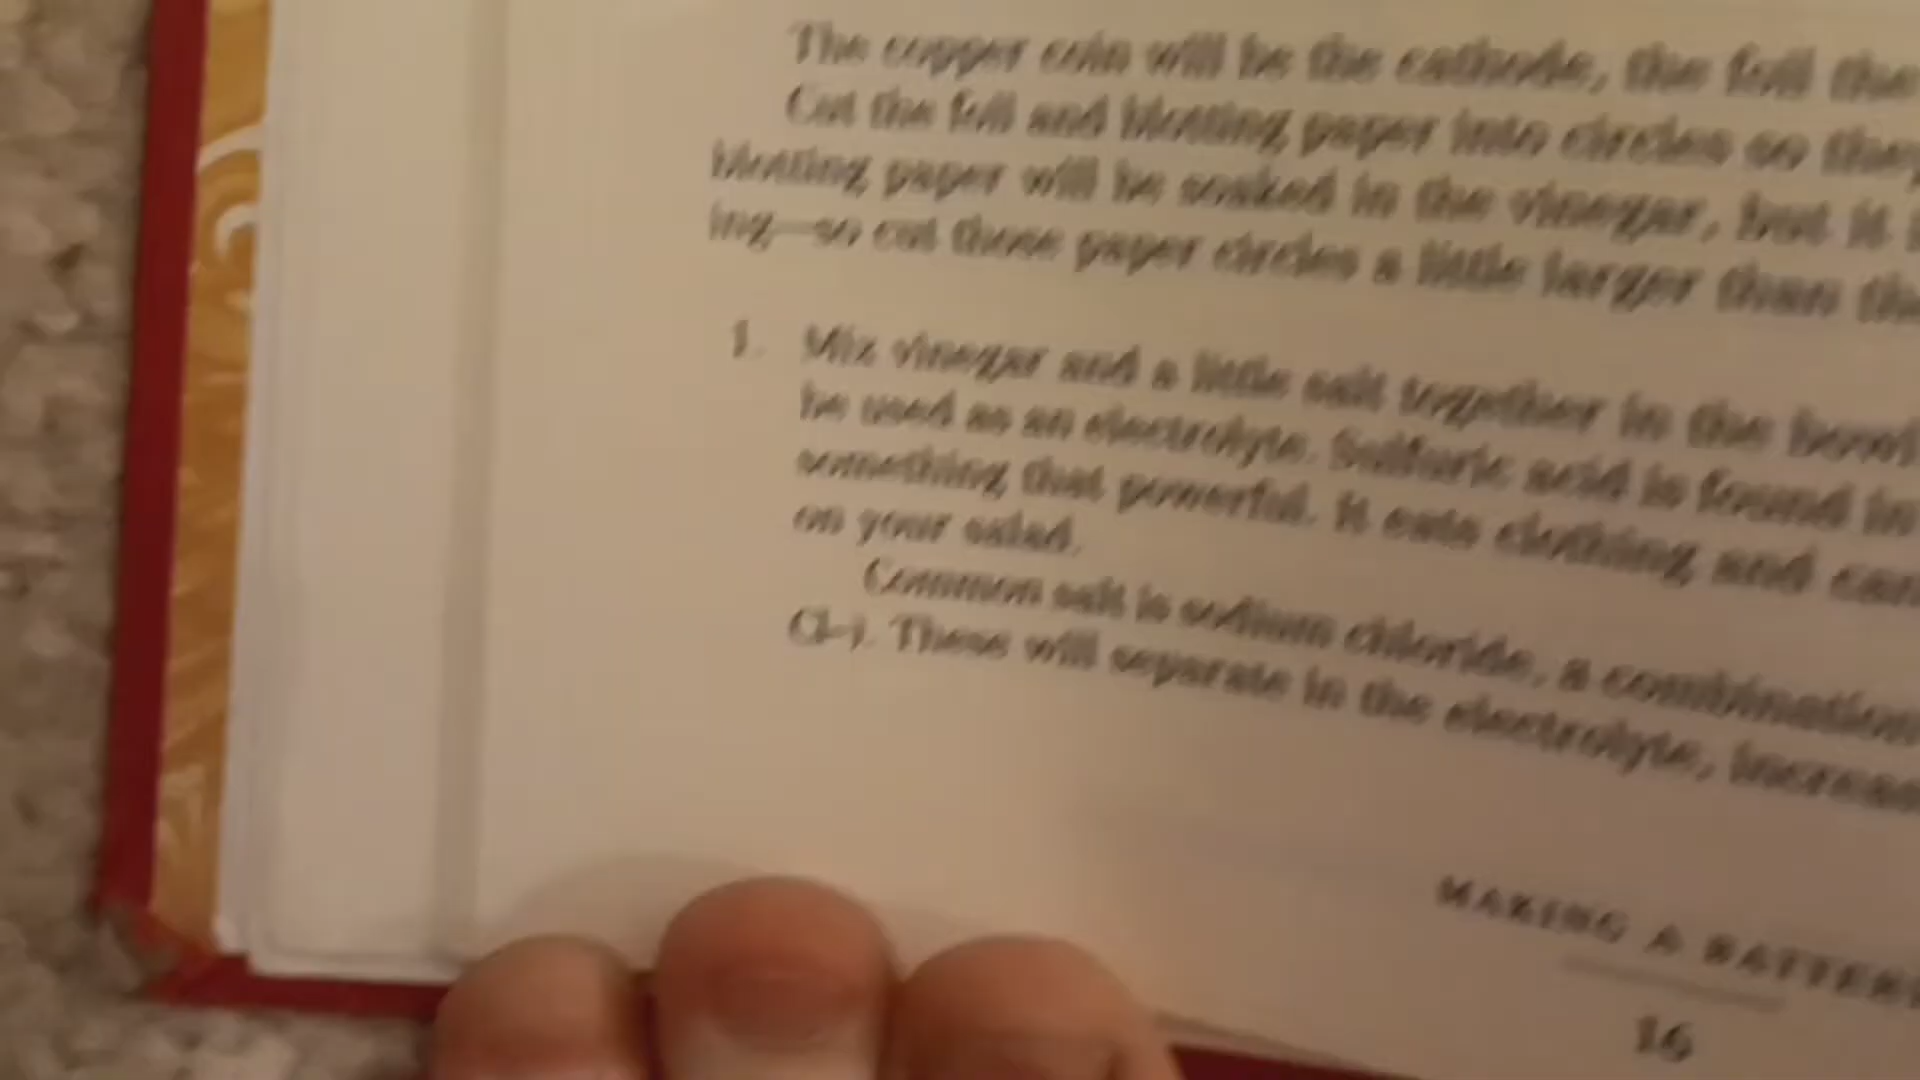 The copper coin will be the cathode, the foil the
Cut the foil and blotting paper into circles so they
blotting paper will be soaked in the vinegar, but it
ing—so cut those paper circles a little larger than the
1. Mix vinegar and a little salt together in the bowl
be used as an electrolyte. Sulfuric acid is found in
something that powerful. It eats clothing and can
on your salad.
Common salt is sodium chloride, a combination
Cl–). These will separate in the electrolyte, increas
MAKING A BATTERY
16